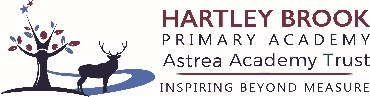 HARTLEY BROOK
PRIMARY ACADEMY
Astrea Academy Trust
INSPIRING BEYOND MEASURE